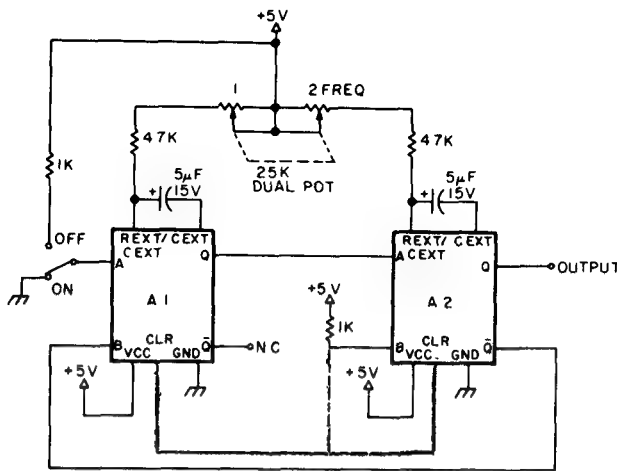 +5V
1
2 FREQ
1K
47K
47K
25K
DUAL POT
5µF
15V
+
5µF
15V
+
OFF
ON
REXT/ CEXT
CEXT
A
Q
A 1
B
CLR
VCC
GND
Q̅
NC
+5V
+5V
1K
REXT/ CEXT
CEXT
A
Q
OUTPUT
A 2
B
CLR
VCC
GND
Q̅
+5V